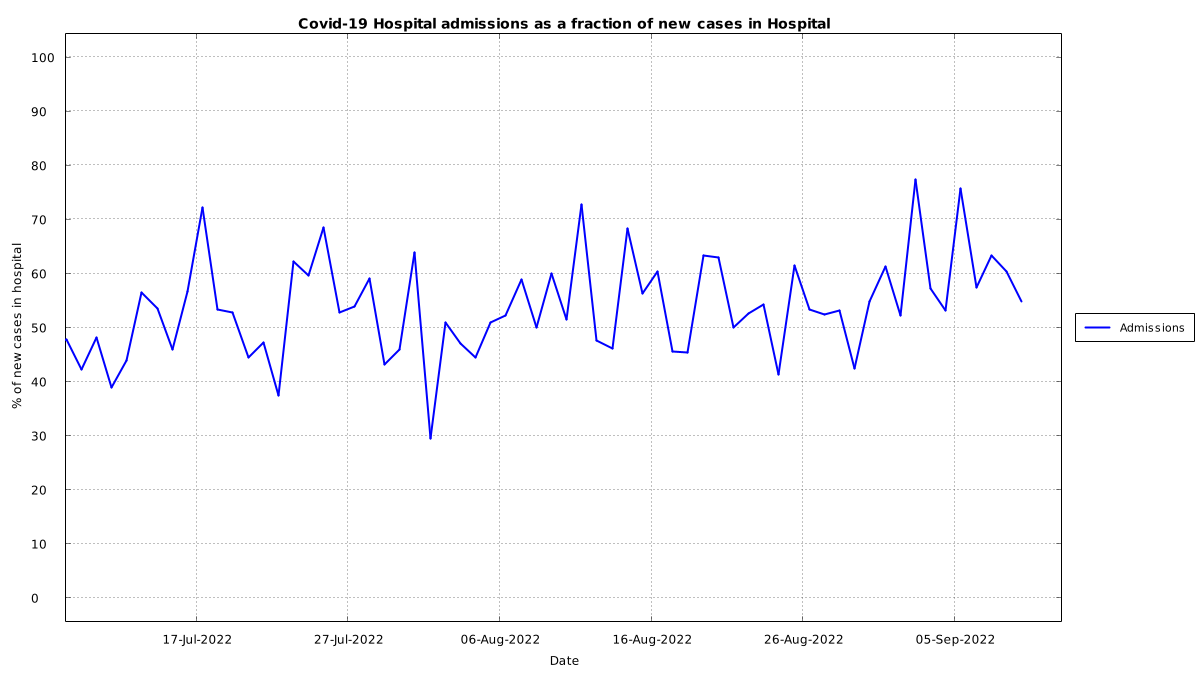 Covid-19 Hospital admissions as a fraction of new cases in Hospital
100
90
80
70
60
50
40
30
20
10
0
% of new cases in hospital
17-Jul-2022
27-Jul-2022
06-Aug-2022
16-Aug-2022
26-Aug-2022
05-Sep-2022
Date
Admissions